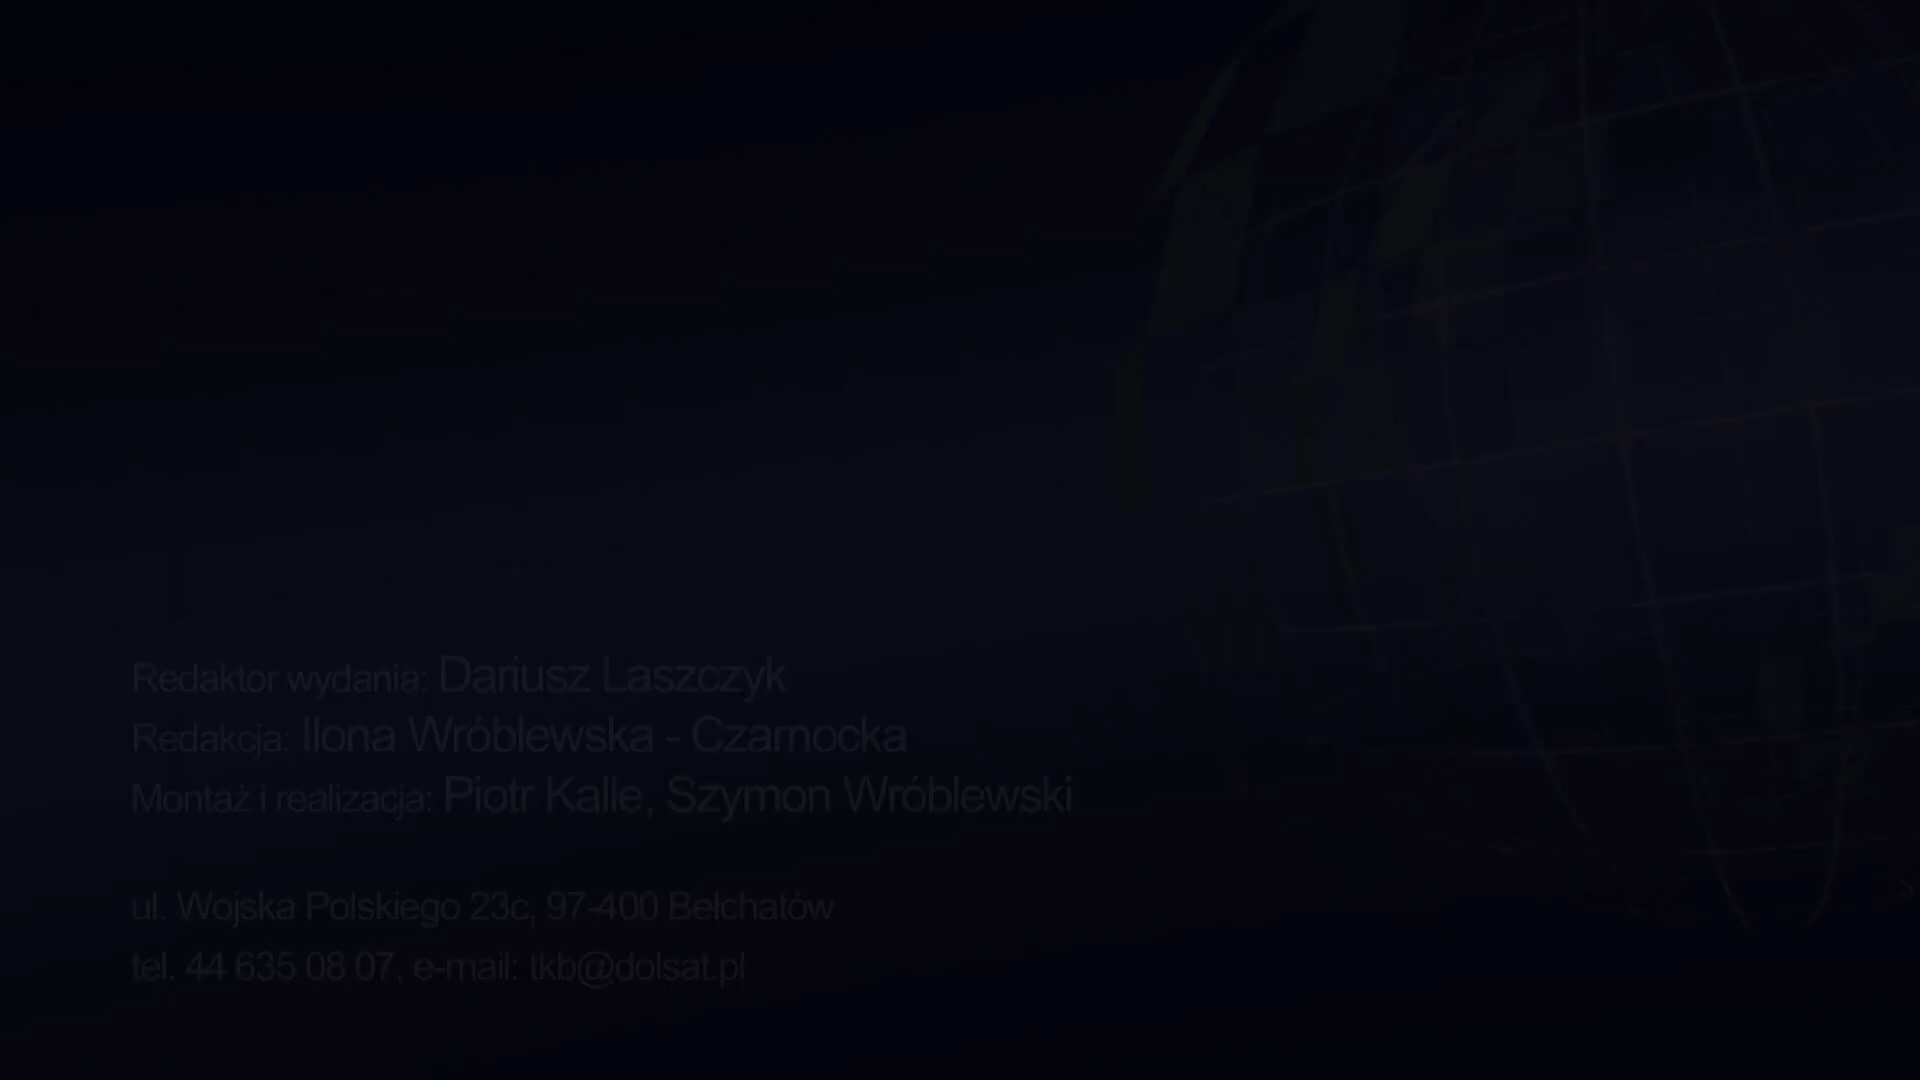 Redaktor wydania: Dariusz Laszczyk
Redakcja: Ilona Wróblewska - Czarnocka
Montaż i realizacja: Piotr Kalle, Szymon Wróblewski
ul. Wojska Polskiego 23c, 97-400 Bełchatów
tel. 44 635 08 07, e-mail: tkb@dolsat.pl